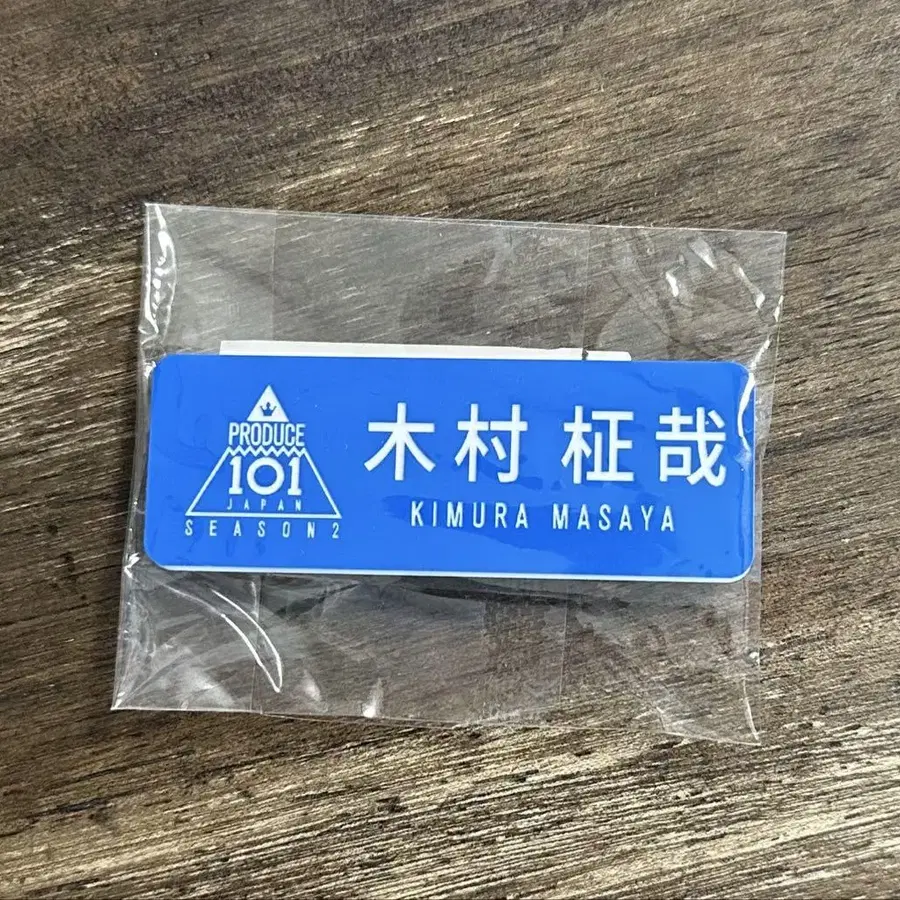 PRODUCE
101
JAPAN
SEASON2
木村 柾哉
KIMURA MASAYA